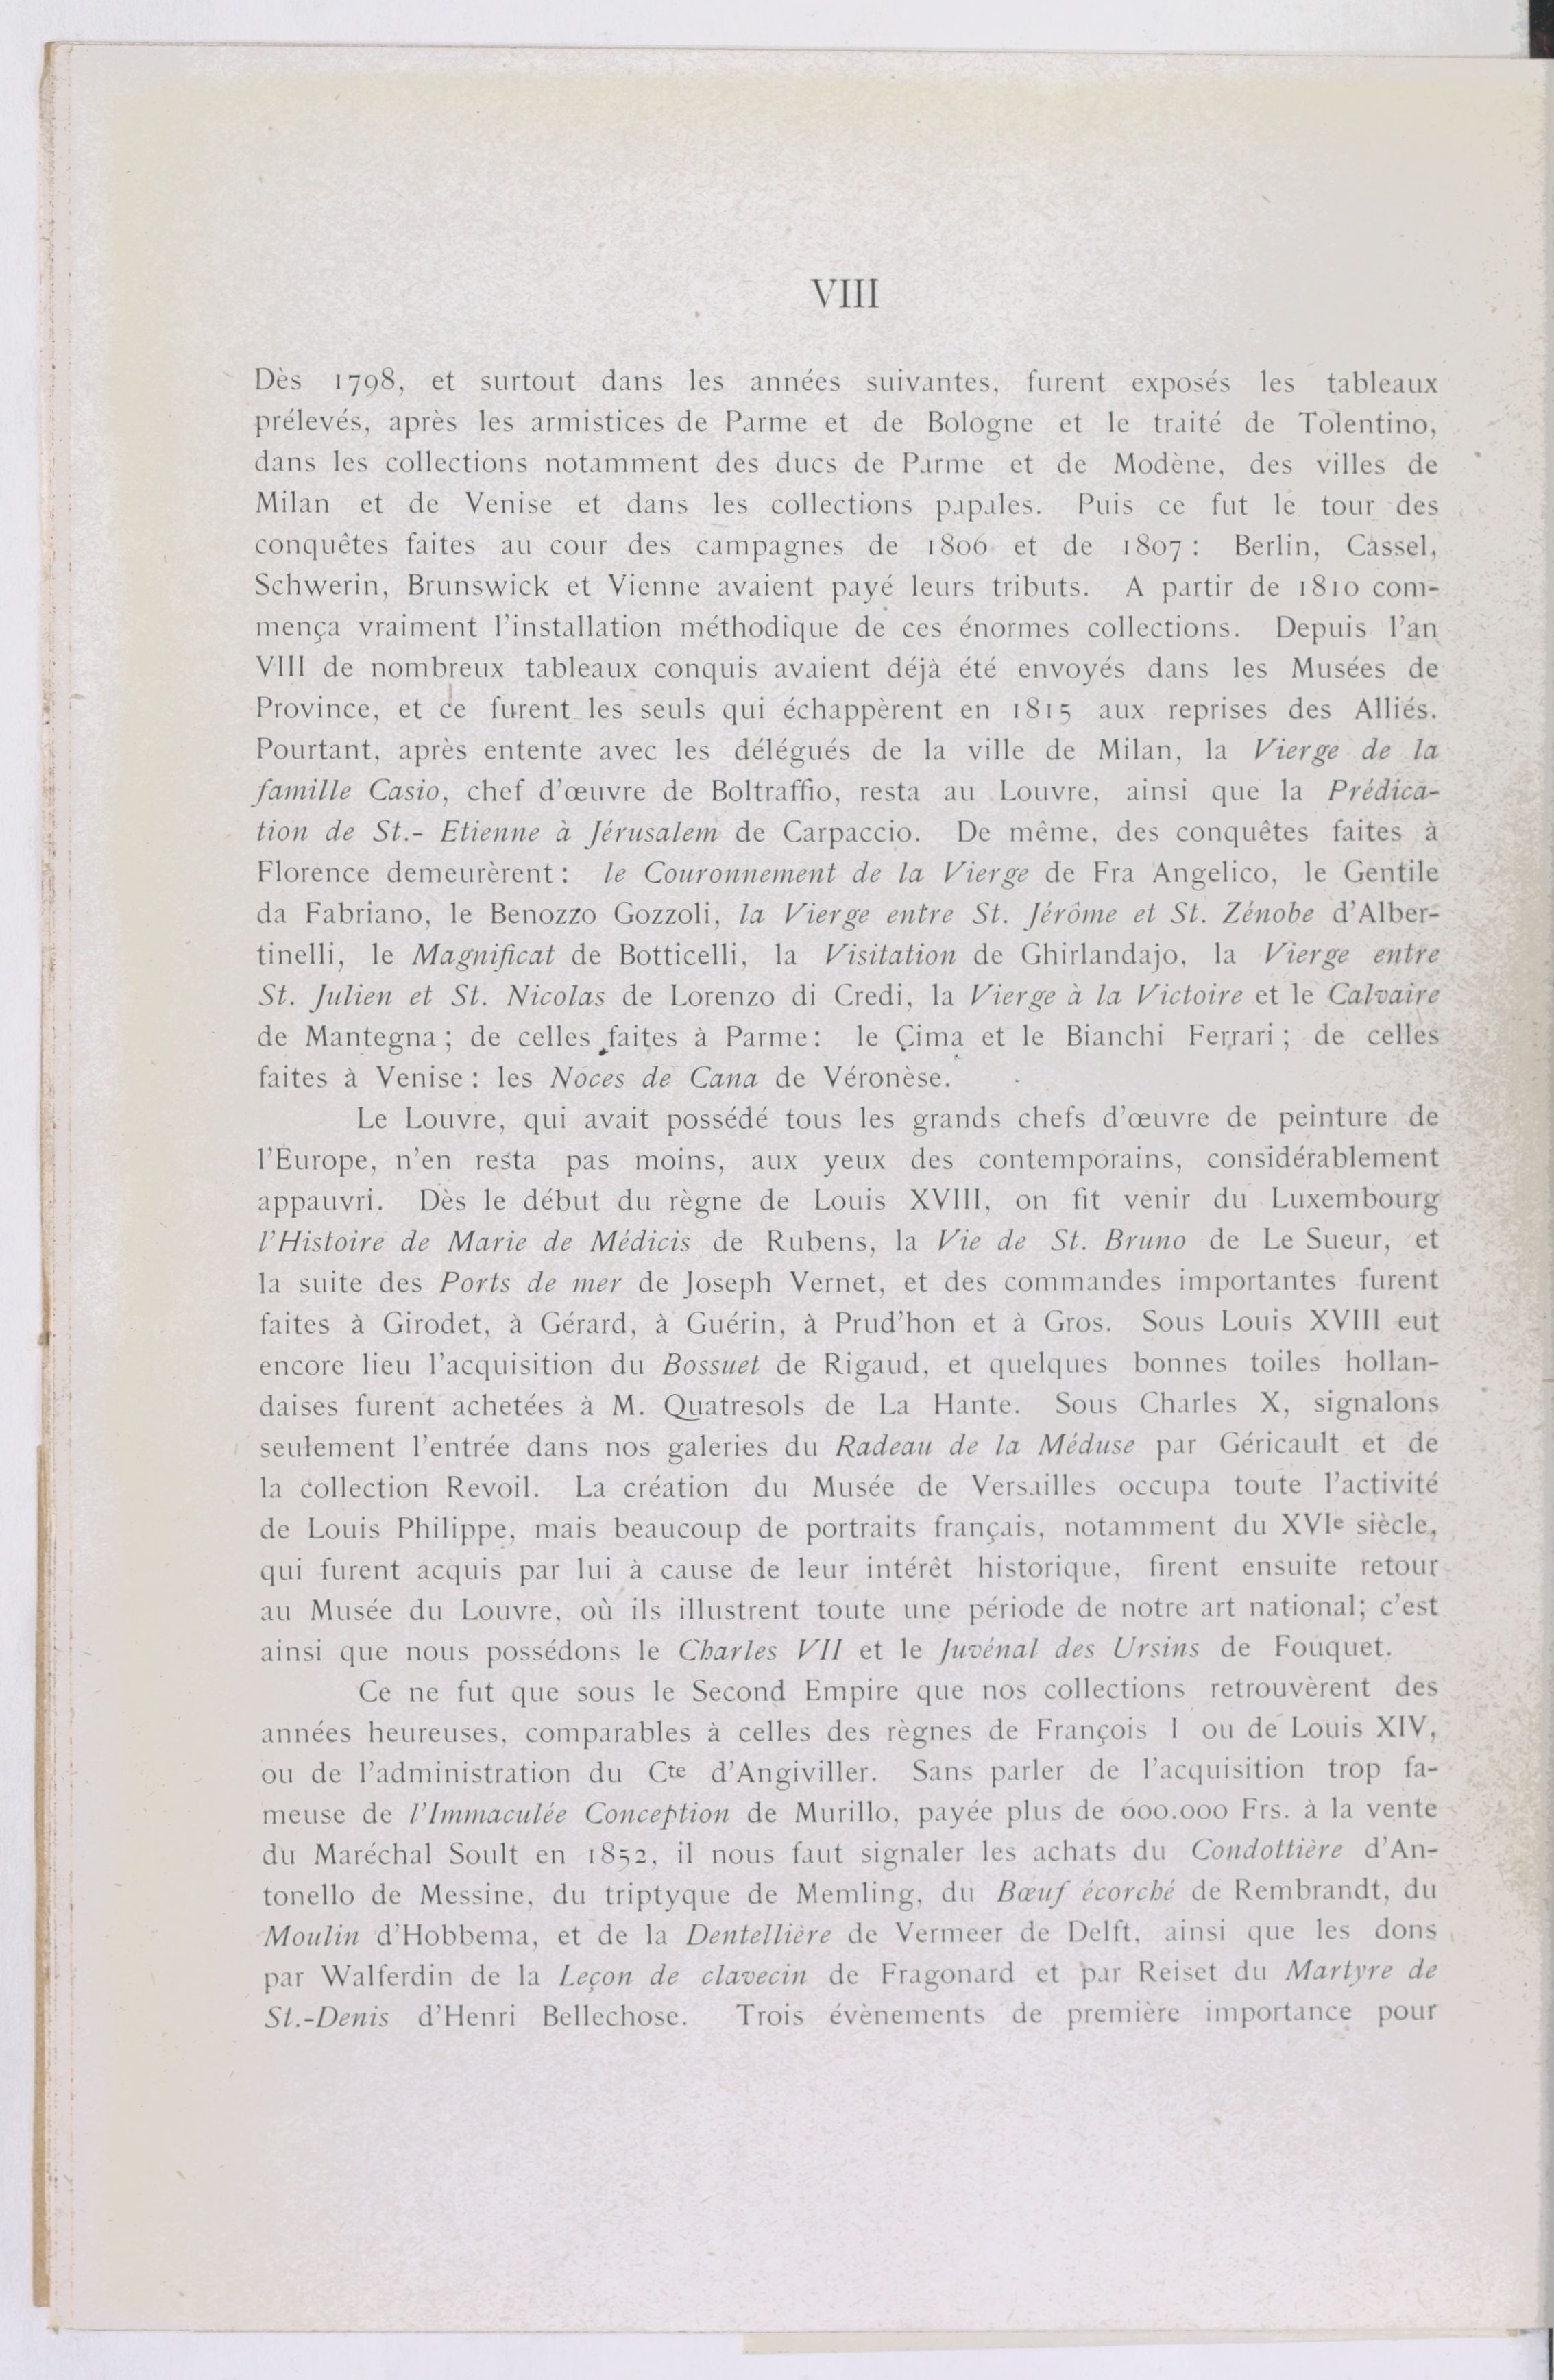 VIII
Dès 1798, et surtout dans les années suivantes, furent exposés les tableaux
prélevés, après les armistices de Parme et de Bologne et le traité de Tolentino,
dans les collections notamment des ducs de Parme et de Modène, des villes de
Milan et de Venise et dans les collections papales. Puis ce fut le tour des
conquêtes faites au cour des campagnes de 1806 et de 1807 : Berlin, Cassel,
Schwerin, Brunswick et Vienne avaient payé leurs tributs. A partir de 1810 com-
mença vraiment l'installation méthodique de ces énormes collections. Depuis l'an
VIII de nombreux tableaux conquis avaient déjà été envoyés dans les Musées de
Province, et ce furent les seuls qui échappèrent en 1815 aux reprises des Alliés.
Pourtant, après entente avec les délégués de la ville de Milan, la Vierge de la
famille Casio, chef d'œuvre de Boltraffio, resta au Louvre, ainsi que la Prédica-
tion de St.- Etienne à Jérusalem de Carpaccio. De même, des conquêtes faites à
Florence demeurèrent : le Couronnement de la Vierge de Fra Angelico, le Gentile
da Fabriano, le Benozzo Gozzoli, la Vierge entre St. Jérôme et St. Zénobe d'Alber-
tinelli, le Magnificat de Botticelli, la Visitation de Ghirlandajo, la Vierge entre
St. Julien et St. Nicolas de Lorenzo di Credi, la Vierge à la Victoire et le Calvaire
de Mantegna ; de celles faites à Parme : le Çima et le Bianchi Ferrari ; de celles
faites à Venise : les Noces de Cana de Véronèse.
Le Louvre, qui avait possédé tous les grands chefs d'œuvre de peinture de
l'Europe, n'en resta pas moins, aux yeux des contemporains, considérablement
appauvri. Dès le début du règne de Louis XVIII, on fit venir du Luxembourg
l'Histoire de Marie de Médicis de Rubens, la Vie de St. Bruno de Le Sueur, et
la suite des Ports de mer de Joseph Vernet, et des commandes importantes furent
faites à Girodet, à Gérard, à Guérin, à Prud'hon et à Gros. Sous Louis XVIII eut
encore lieu l'acquisition du Bossuet de Rigaud, et quelques bonnes toiles hollan-
daises furent achetées à M. Quatresols de La Hante. Sous Charles X, signalons
seulement l'entrée dans nos galeries du Radeau de la Méduse par Géricault et de
la collection Revoil. La création du Musée de Versailles occupa toute l'activité
de Louis Philippe, mais beaucoup de portraits français, notamment du XVIe siècle,
qui furent acquis par lui à cause de leur intérêt historique, firent ensuite retour
au Musée du Louvre, où ils illustrent toute une période de notre art national; c'est
ainsi que nous possédons le Charles VII et le Juvénal des Ursins de Fouquet.
Ce ne fut que sous le Second Empire que nos collections retrouvèrent des
années heureuses, comparables à celles des règnes de François I ou de Louis XIV,
ou de l'administration du Cte d'Angiviller. Sans parler de l'acquisition trop fa-
meuse de l'Immaculée Conception de Murillo, payée plus de 600.000 Frs. à la vente
du Maréchal Soult en 1852, il nous faut signaler les achats du Condottière d'An-
tonello de Messine, du triptyque de Memling, du Bœuf écorché de Rembrandt, du
Moulin d'Hobbema, et de la Dentellière de Vermeer de Delft, ainsi que les dons
par Walferdin de la Leçon de clavecin de Fragonard et par Reiset du Martyre de
St.-Denis d'Henri Bellechose. Trois évènements de première importance pour